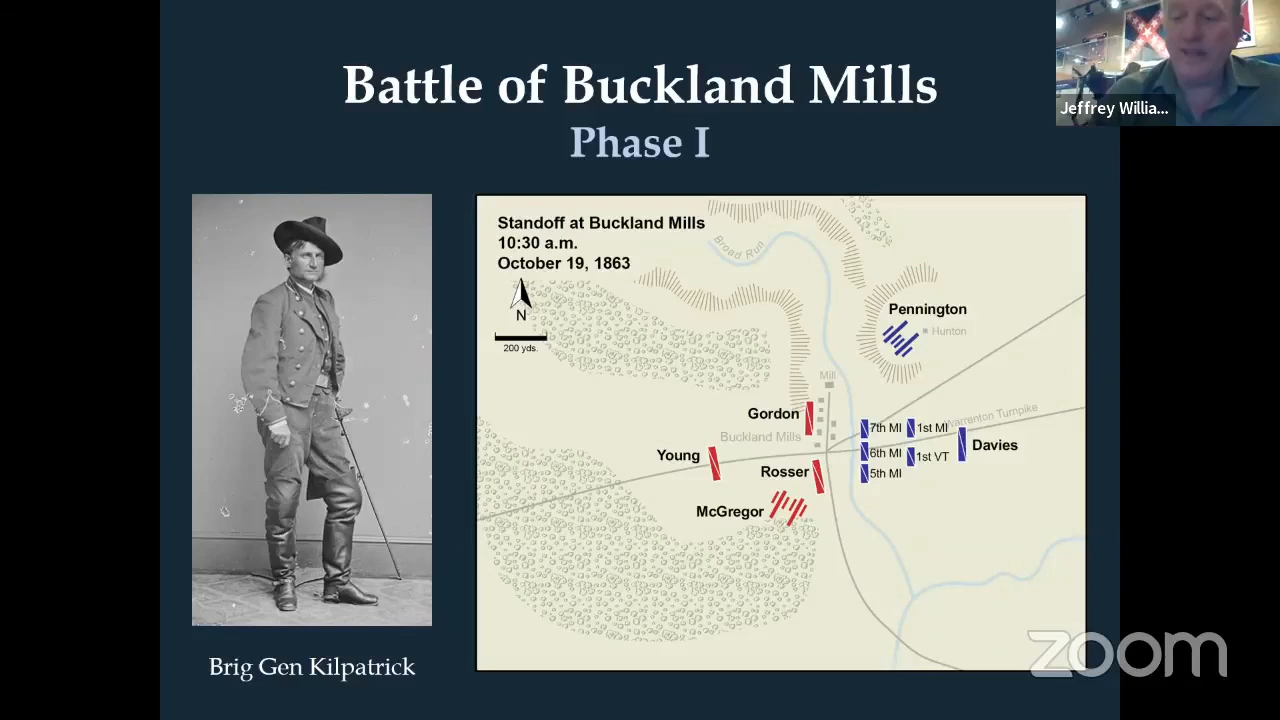 Battle of Buckland Mills
Phase I
Jeffrey Willia...
Standoff at Buckland Mills
10:30 a.m.
October 19, 1863
N
200 yds.
Broad Run
Pennington
Hunton
Mill
Gordon
Buckland Mills
Warrenton Turnpike
7th MI
1st MI
Davies
Young
6th MI
1st VT
Rosser
5th MI
McGregor
Brig Gen Kilpatrick
zoom